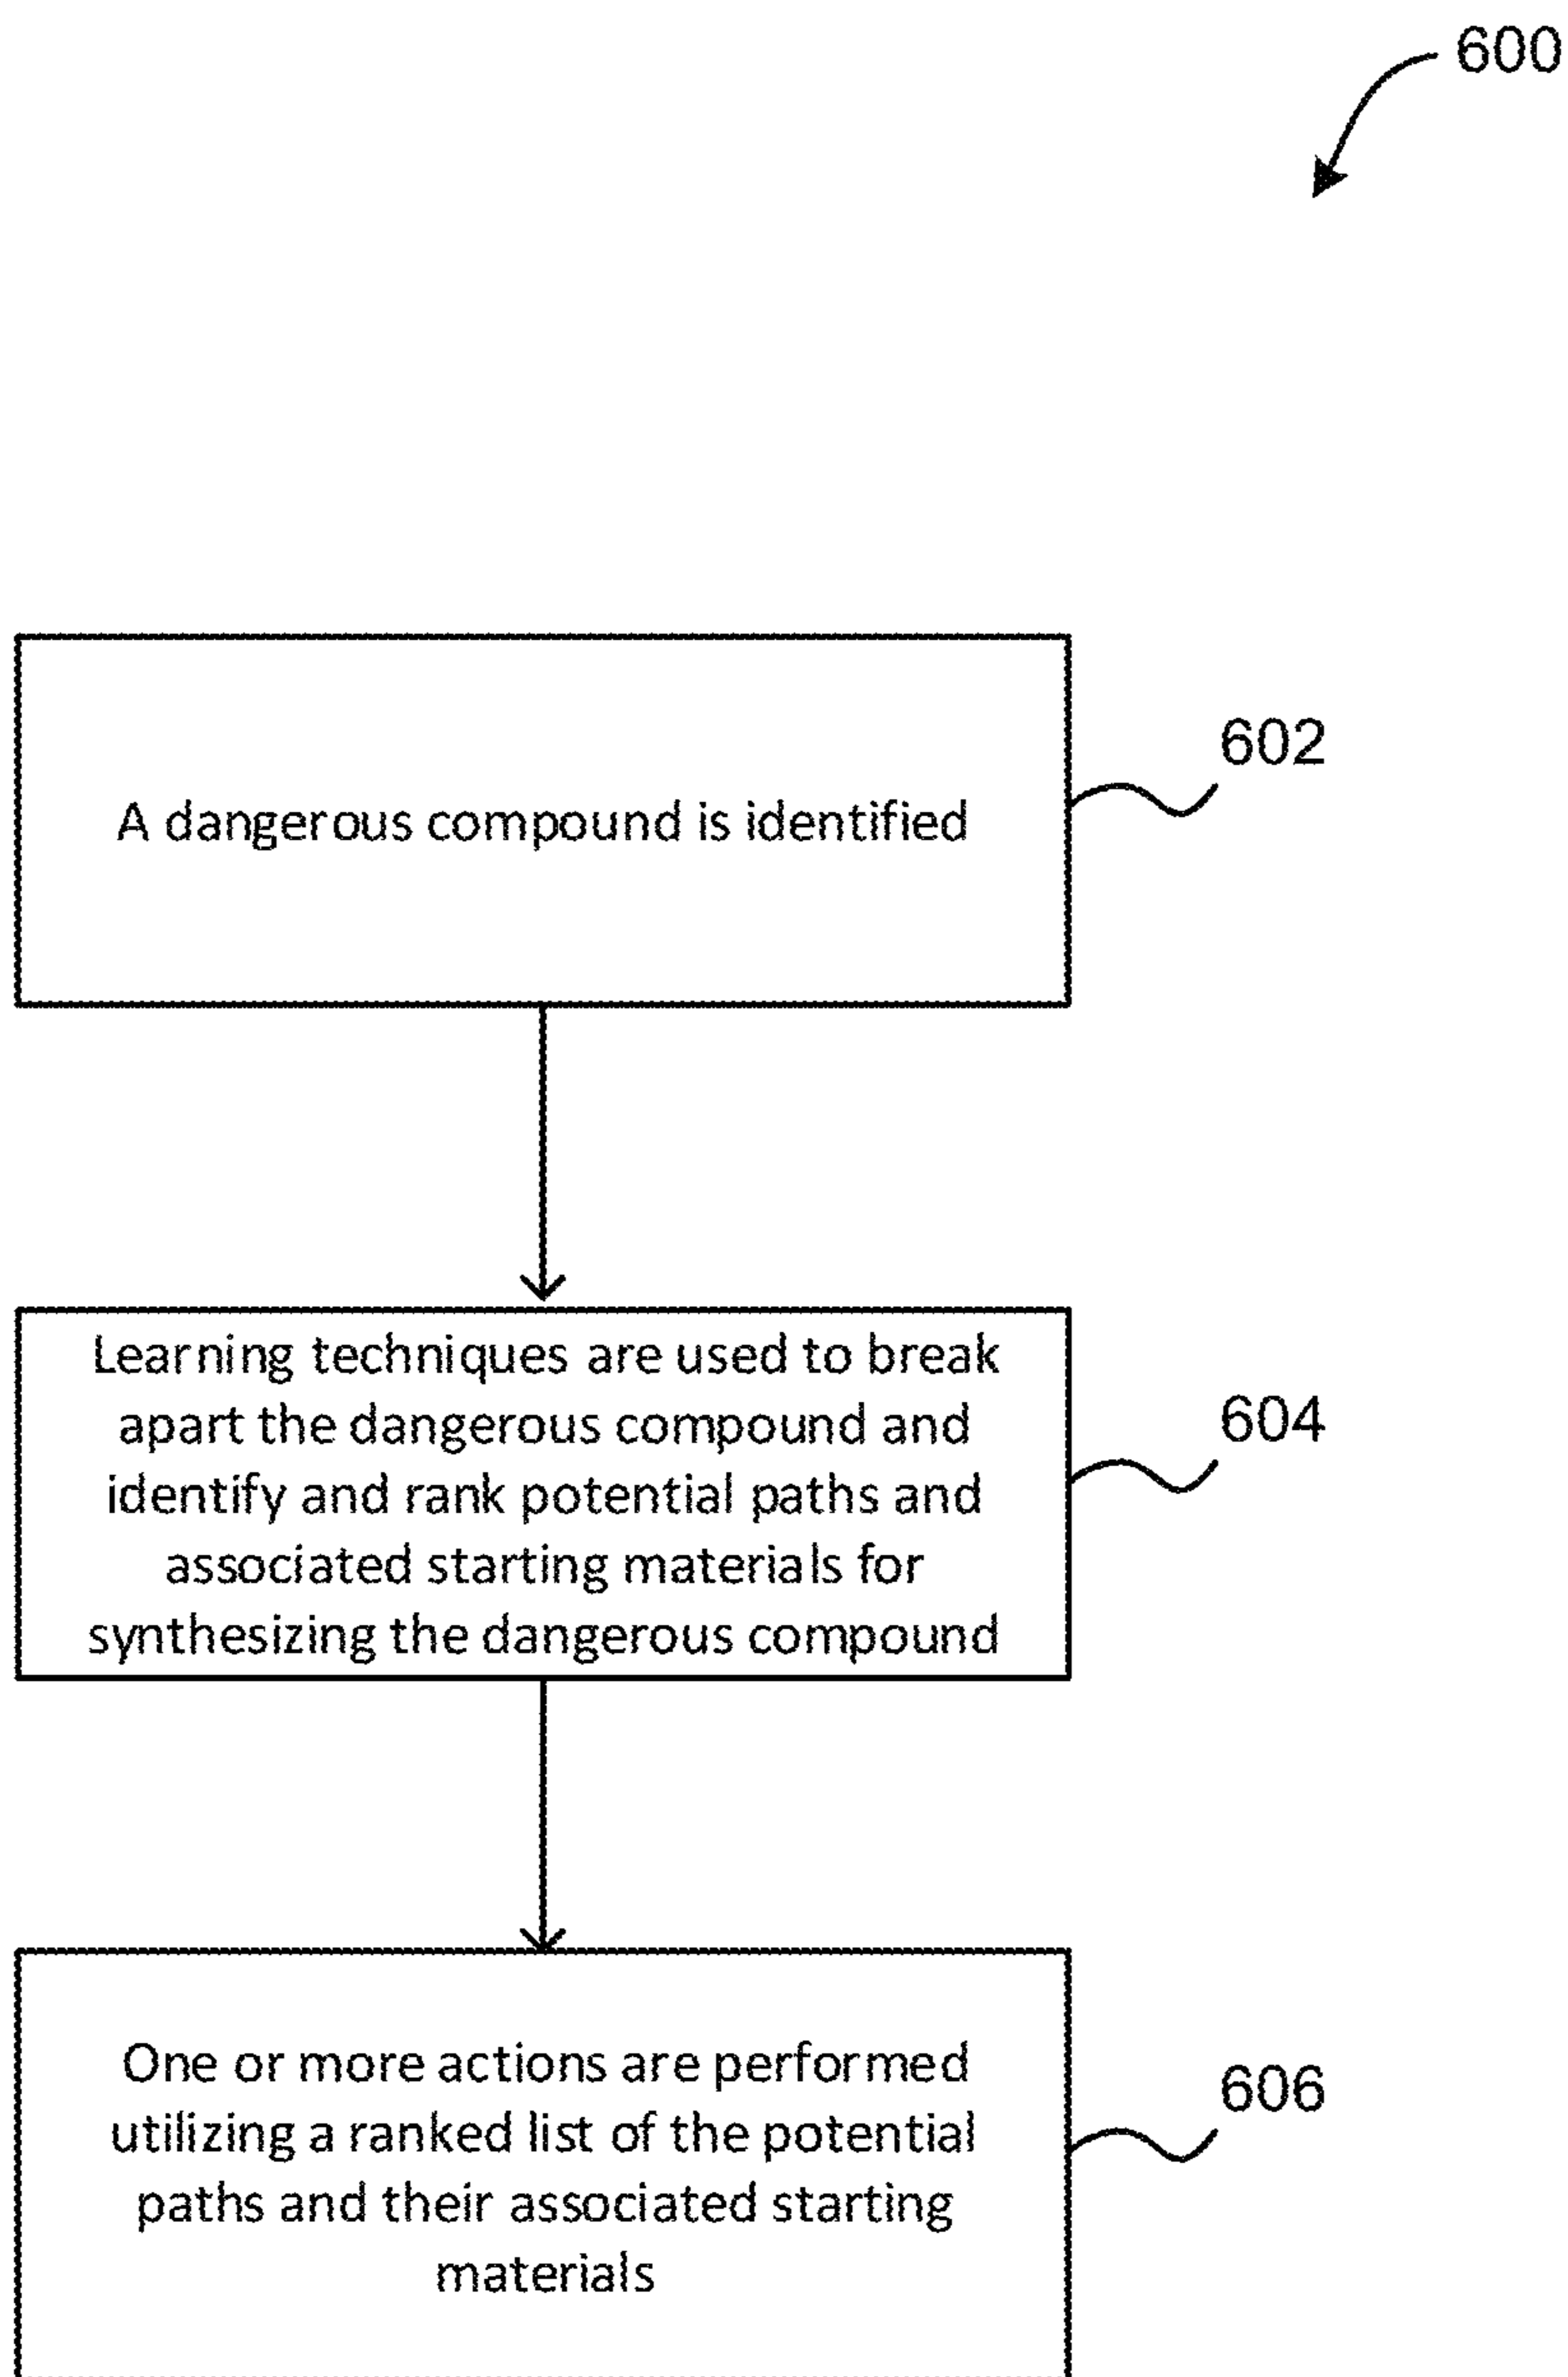 600
A dangerous compound is identified
602
Learning techniques are used to break
apart the dangerous compound and
identify and rank potential paths and
associated starting materials for
synthesizing the dangerous compound
604
One or more actions are performed
utilizing a ranked list of the potential
paths and their associated starting
materials
606